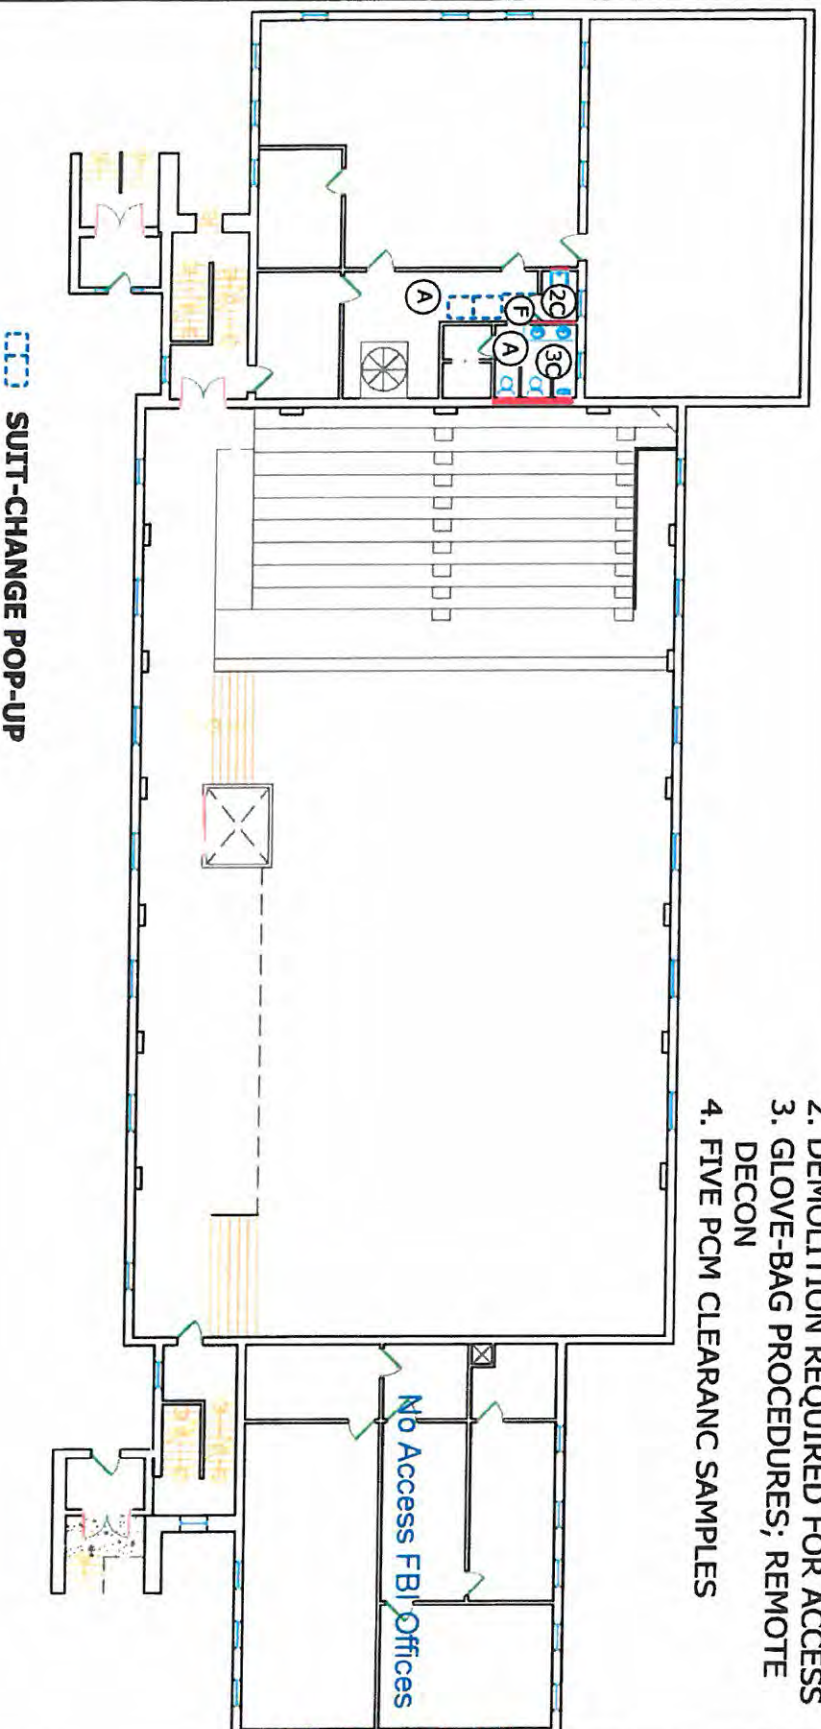 2. DEMOLITION REQUIRED FOR ACCESS
3. GLOVE-BAG PROCEDURES; REMOTE
DECON
4. FIVE PCM CLEARANC SAMPLES
2C
F
3C
A
A
No Access FBI Offices
SUIT-CHANGE POP-UP